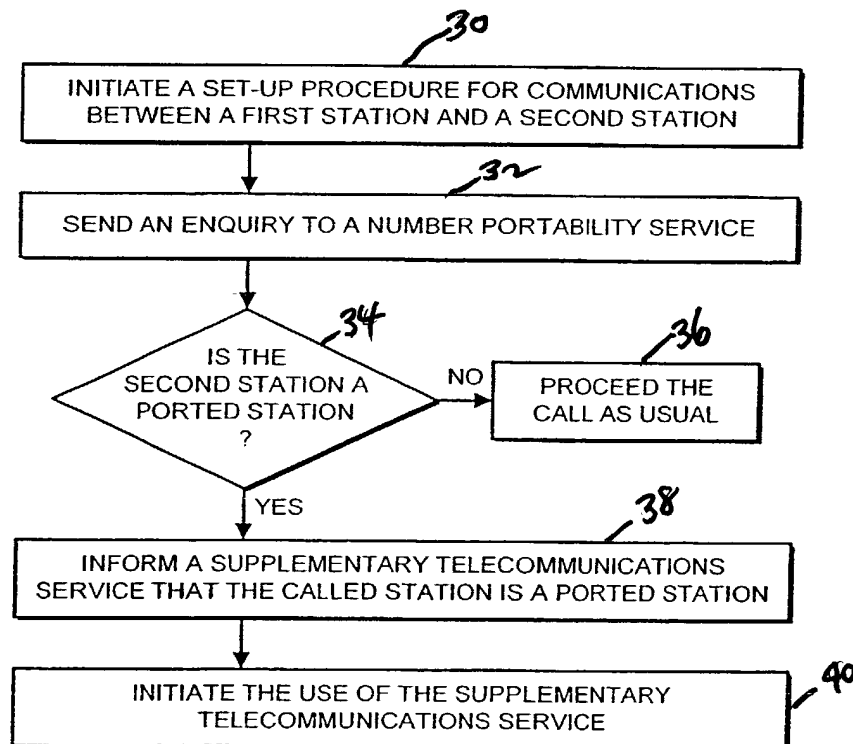 30
INITIATE A SET-UP PROCEDURE FOR COMMUNICATIONS
BETWEEN A FIRST STATION AND A SECOND STATION
32
SEND AN ENQUIRY TO A NUMBER PORTABILITY SERVICE
34
IS THE
SECOND STATION A
PORTED STATION
?
NO
36
PROCEED THE
CALL AS USUAL
YES
38
INFORM A SUPPLEMENTARY TELECOMMUNICATIONS
SERVICE THAT THE CALLED STATION IS A PORTED STATION
40
INITIATE THE USE OF THE SUPPLEMENTARY
TELECOMMUNICATIONS SERVICE